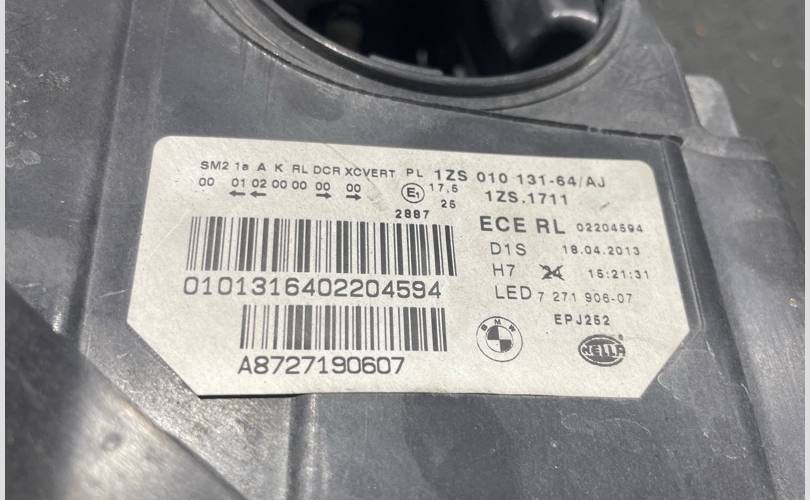 SM2 1a A K RL DCR XCVERT PL 1ZS 010 131-64/AJ
00 01 02 00 00 00 00 E1 17,5 1ZS.1711
25
2887 ECE RL 02204594
D1S 18.04.2013
H7 24 15:21:31
0101316402204594 LED 7 271 906-07
BMW EPJ252
HELLA
A8727190607